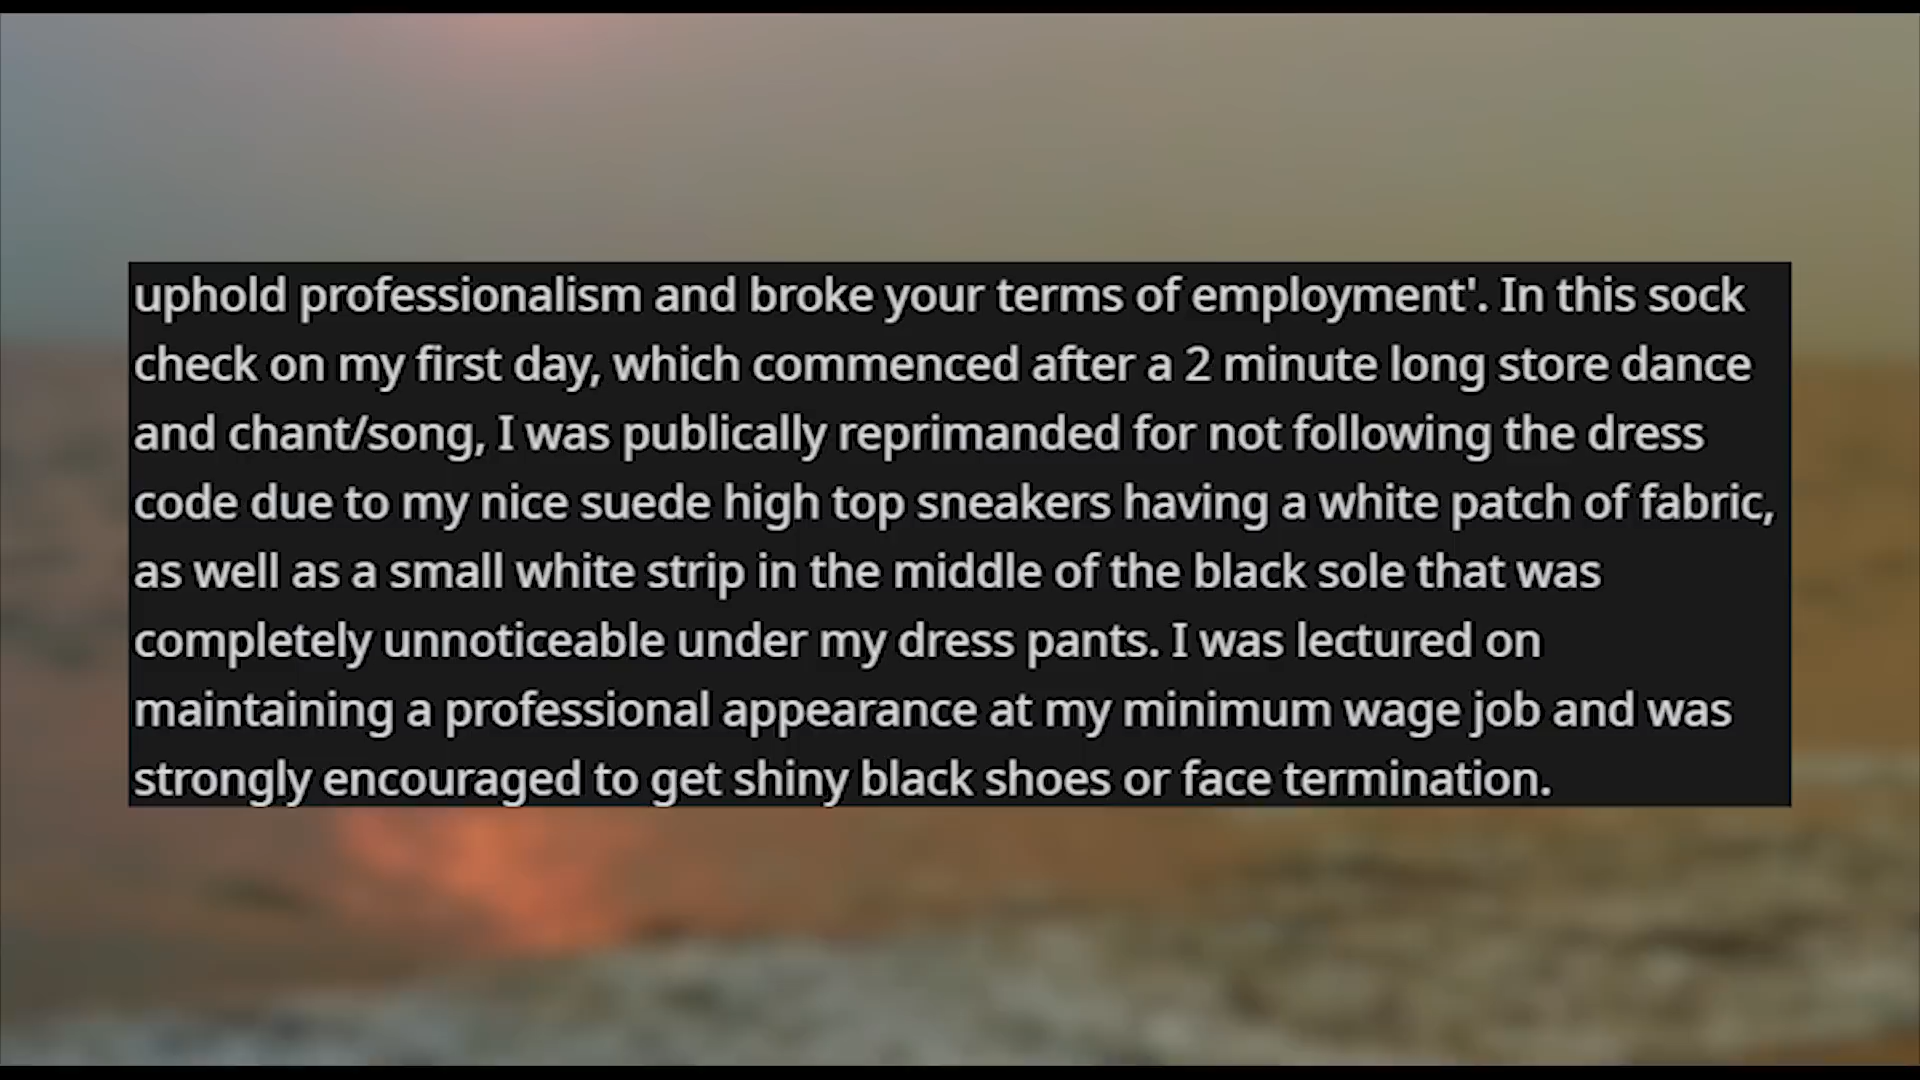 uphold professionalism and broke your terms of employment'. In this sock
check on my first day, which commenced after a 2 minute long store dance
and chant/song, I was publically reprimanded for not following the dress
code due to my nice suede high top sneakers having a white patch of fabric,
as well as a small white strip in the middle of the black sole that was
completely unnoticeable under my dress pants. I was lectured on
maintaining a professional appearance at my minimum wage job and was
strongly encouraged to get shiny black shoes or face termination.